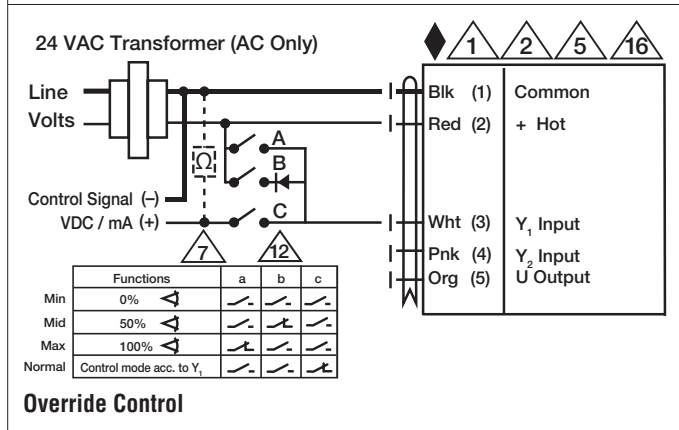 24 VAC Transformer (AC Only)
1 2 5 16
Line
Volts
Blk (1) Common
Red (2) + Hot
A
Ω
B
Control Signal (–)
VDC / mA (+)
C
Wht (3) Y₁ Input
Pnk (4) Y₂ Input
Org (5) U Output
7 12
Functions a b c
Min 0%
Mid 50%
Max 100%
Normal Control mode acc. to Y₁
Override Control